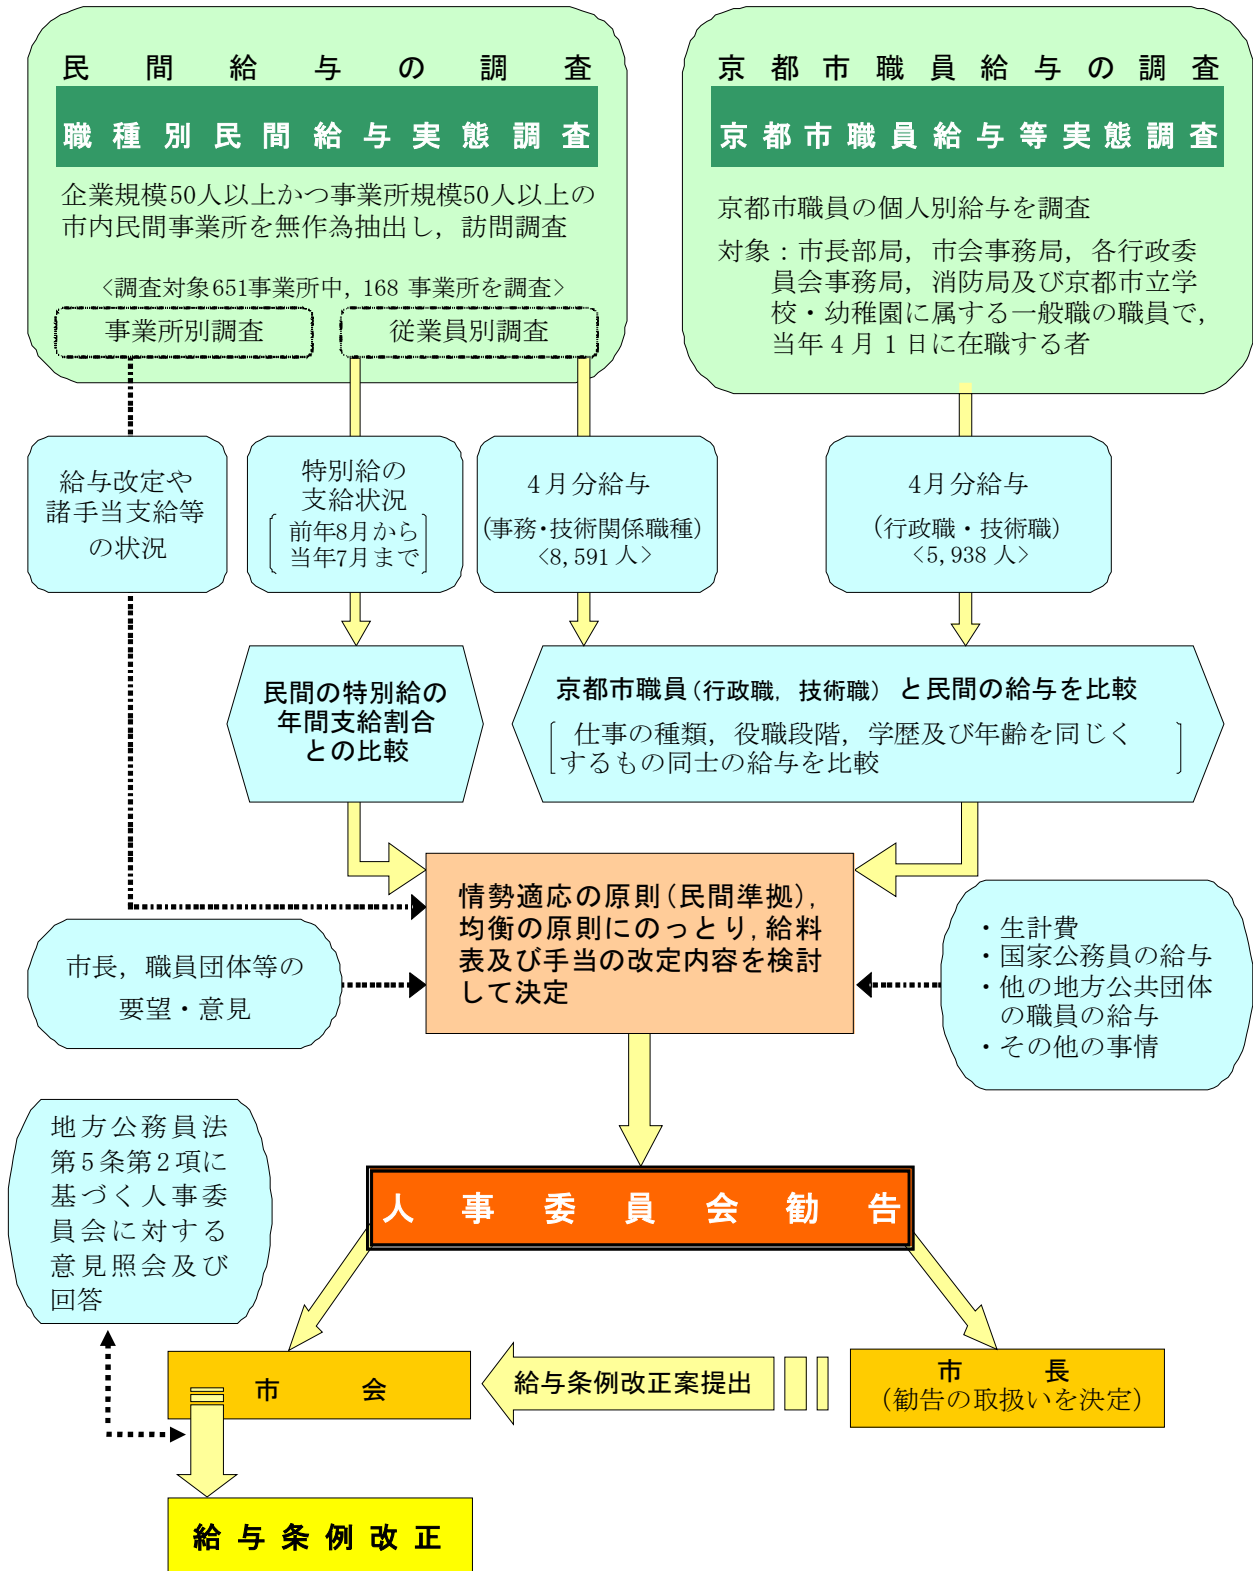 民間給与の調査
職種別民間給与実態調査
企業規模50人以上かつ事業所規模50人以上の
市内民間事業所を無作為抽出し，訪問調査
＜調査対象651事業所中，168 事業所を調査＞
事業所別調査
従業員別調査
京都市職員給与の調査
京都市職員給与等実態調査
京都市職員の個人別給与を調査
対象：市長部局，市会事務局，各行政委
員会事務局，消防局及び京都市立学
校・幼稚園に属する一般職の職員で，
当年４月１日に在職する者
給与改定や
諸手当支給等
の状況
特別給の
支給状況
前年8月から
当年7月まで
4月分給与
(事務・技術関係職種)
＜8,591人＞
4月分給与
(行政職・技術職)
＜5,938人＞
民間の特別給の
年間支給割合
との比較
京都市職員(行政職，技術職)と民間の給与を比較
仕事の種類，役職段階，学歴及び年齢を同じく
するもの同士の給与を比較
情勢適応の原則(民間準拠)，
均衡の原則にのっとり，給料
表及び手当の改定内容を検討
して決定
市長，職員団体等の
要望・意見
・生計費
・国家公務員の給与
・他の地方公共団体
の職員の給与
・その他の事情
地方公務員法
第5条第2項に
基づく人事委
員会に対する
意見照会及び
回答
人事委員会勧告
市会
給与条例改正案提出
市長
(勧告の取扱いを決定)
給与条例改正